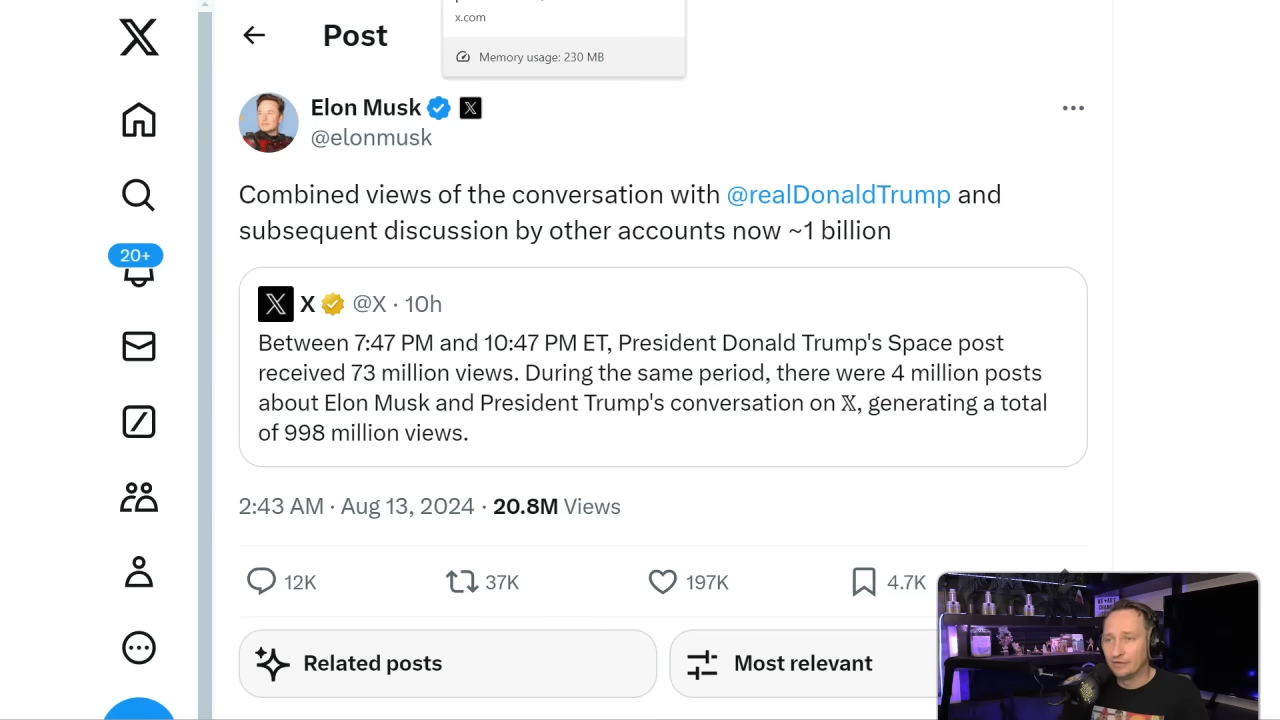 x.com
Post
Memory usage: 230 MB
Elon Musk
@elonmusk
Combined views of the conversation with @realDonaldTrump and
subsequent discussion by other accounts now ~1 billion
20+
X @X · 10h
Between 7:47 PM and 10:47 PM ET, President Donald Trump's Space post
received 73 million views. During the same period, there were 4 million posts
about Elon Musk and President Trump's conversation on 𝕏, generating a total
of 998 million views.
2:43 AM · Aug 13, 2024 · 20.8M Views
12K 37K 197K 4.7K
Related posts
Most relevant